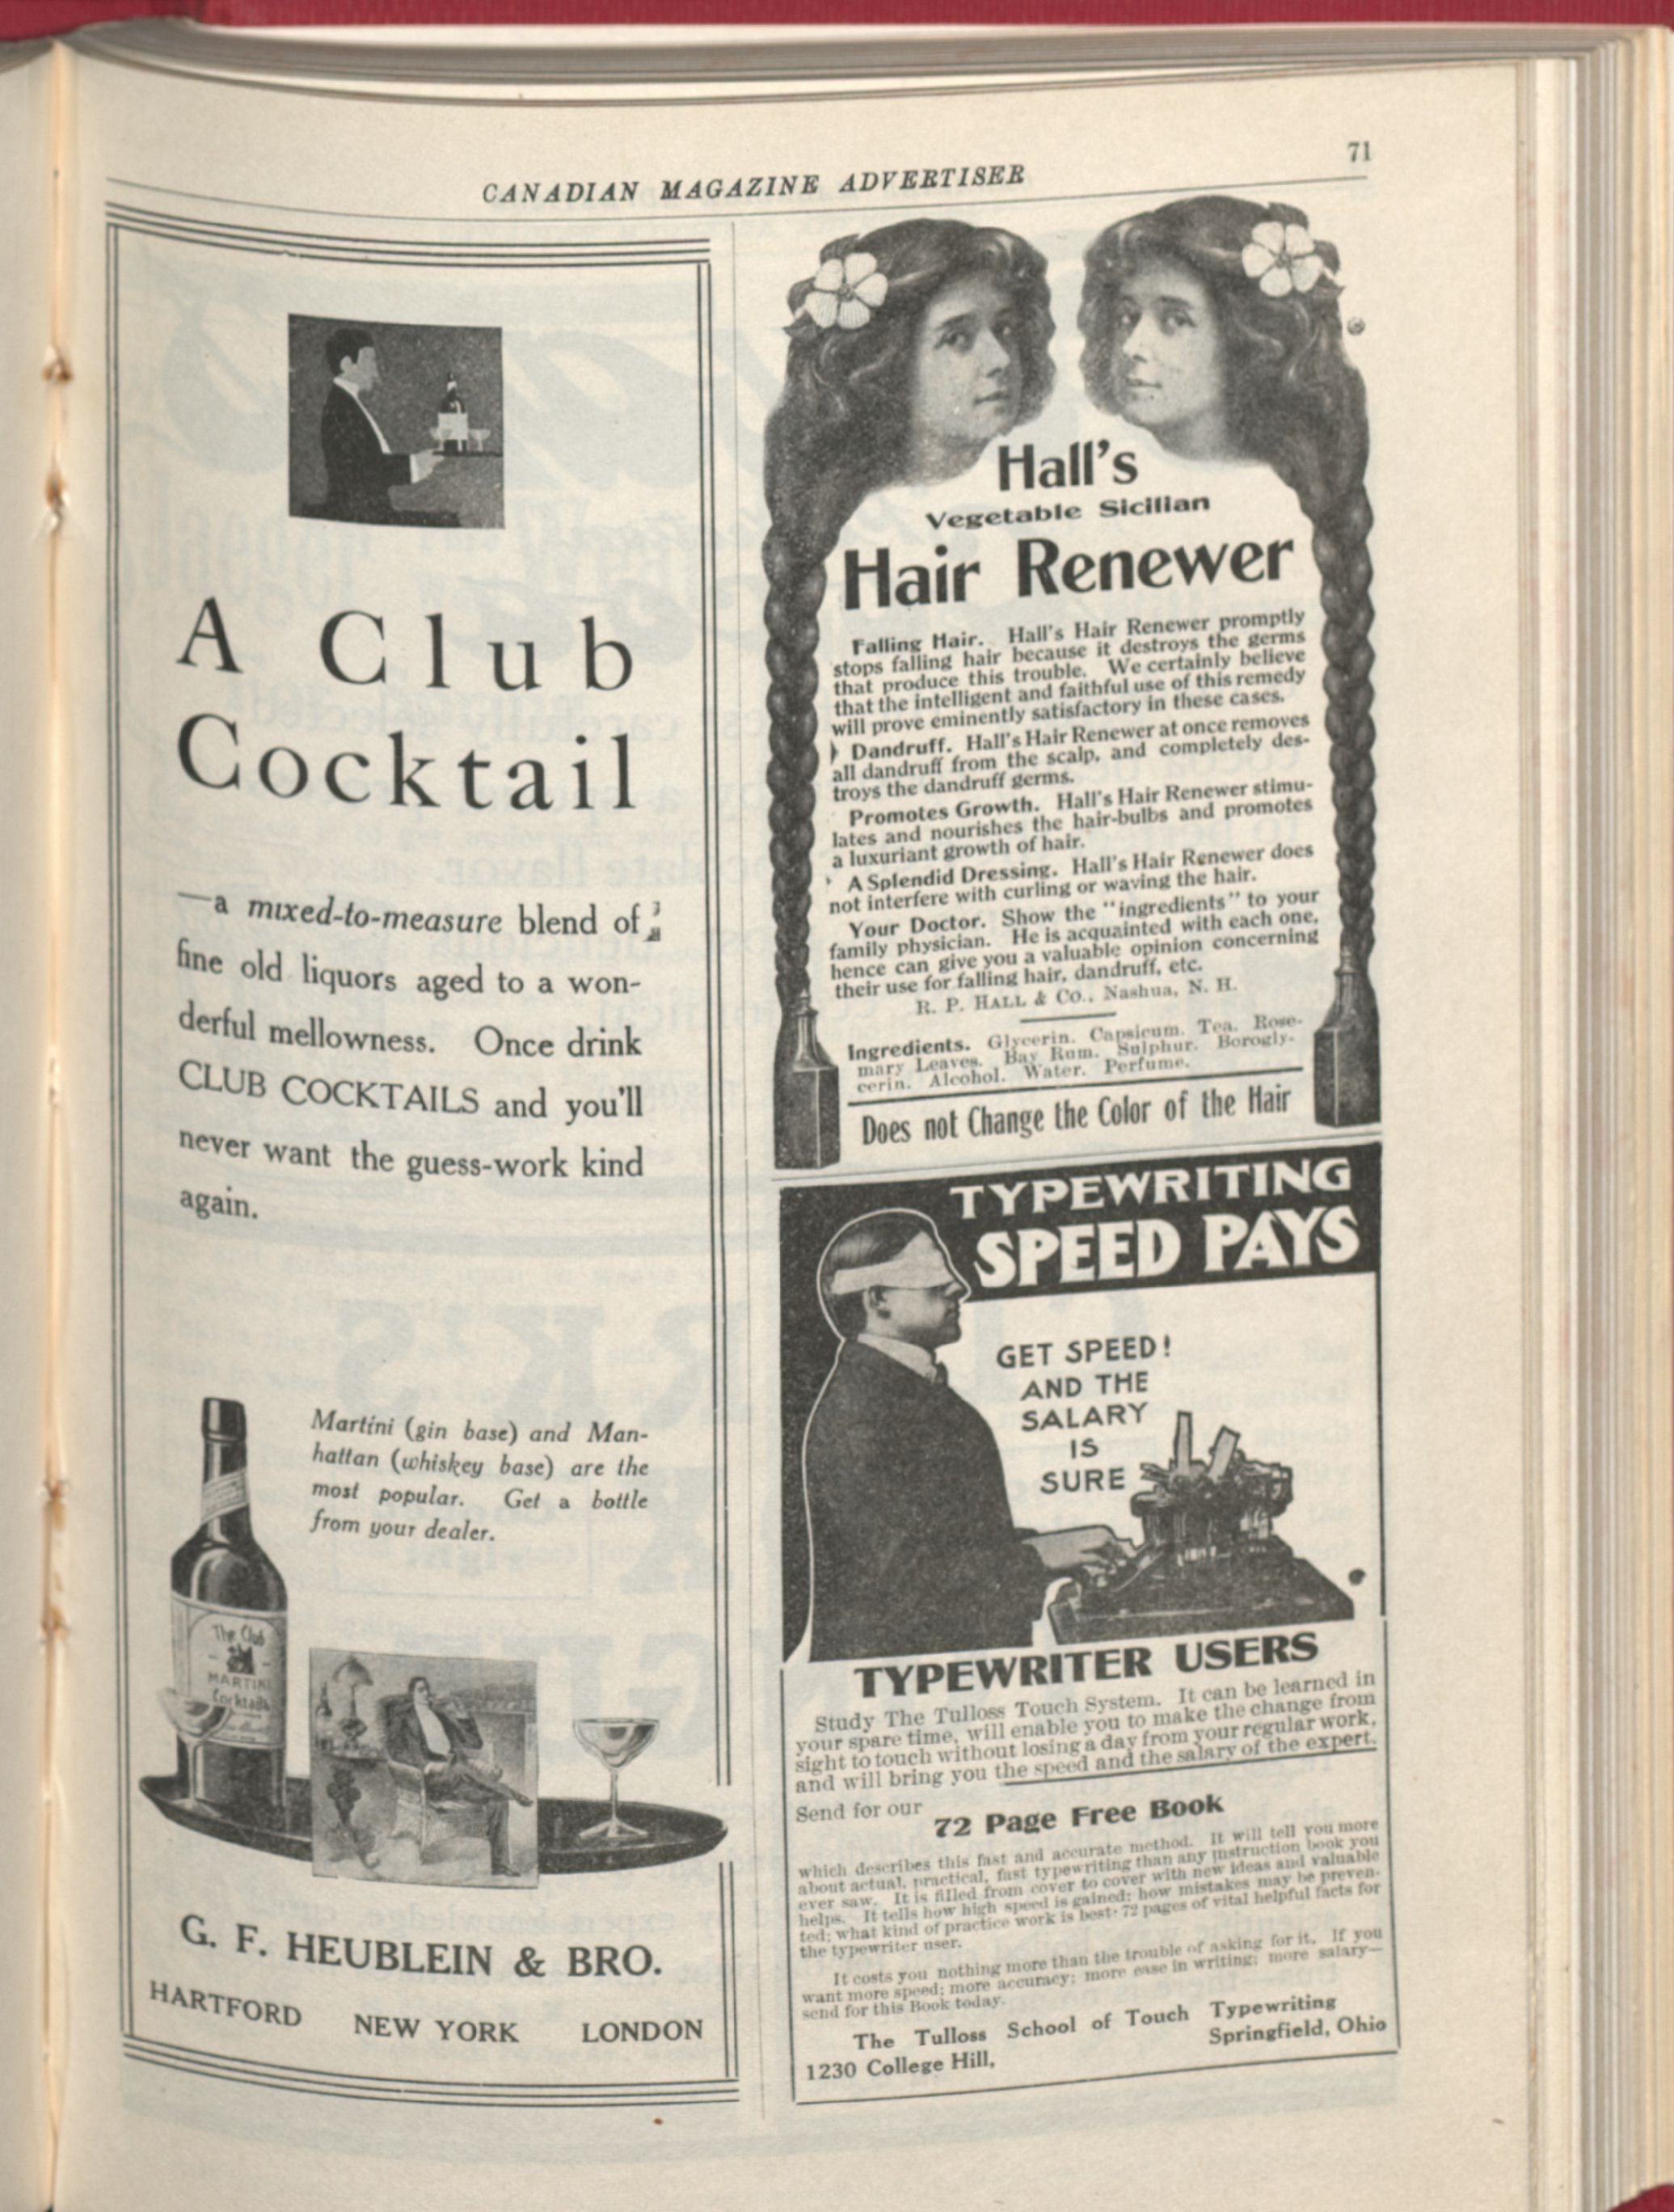 71
CANADIAN MAGAZINE ADVERTISER
A Club
Cocktail
—a mixed-to-measure blend of
fine old liquors aged to a won-
derful mellowness. Once drink
CLUB COCKTAILS and you'll
never want the guess-work kind
again.
Martini (gin base) and Man-
hattan (whiskey base) are the
most popular. Get a bottle
from your dealer.
The Club
MARTINI
Cocktails
G. F. HEUBLEIN & BRO.
HARTFORD NEW YORK LONDON
Hall's
Vegetable Sicilian
Hair Renewer
Falling Hair. Hall's Hair Renewer promptly
stops falling hair because it destroys the germs
that produce this trouble. We certainly believe
that the intelligent and faithful use of this remedy
will prove eminently satisfactory in these cases.
Dandruff. Hall's Hair Renewer at once removes
all dandruff from the scalp, and completely des-
troys the dandruff germs.
Promotes Growth. Hall's Hair Renewer stimu-
lates and nourishes the hair-bulbs and promotes
a luxuriant growth of hair.
A Splendid Dressing. Hall's Hair Renewer does
not interfere with curling or waving the hair.
Your Doctor. Show the "ingredients" to your
family physician. He is acquainted with each one,
hence can give you a valuable opinion concerning
their use for falling hair, dandruff, etc.
R. P. HALL & Co., Nashua, N. H.
Ingredients. Glycerin. Capsicum. Tea. Rose-
mary Leaves. Bay Rum. Sulphur. Borogly-
cerin. Alcohol. Water. Perfume.
Does not Change the Color of the Hair
TYPEWRITING
SPEED PAYS
GET SPEED!
AND THE
SALARY
IS
SURE
TYPEWRITER USERS
Study The Tulloss Touch System. It can be learned in
your spare time, will enable you to make the change from
sight to touch without losing a day from your regular work,
and will bring you the speed and the salary of the expert.
Send for our
72 Page Free Book
which describes this fast and accurate method. It will tell you more
about actual, practical, fast typewriting than any instruction book you
ever saw. It is filled from cover to cover with new ideas and valuable
helps. It tells how high speed is gained; how mistakes may be preven-
ted; what kind of practice work is best: 72 pages of vital helpful facts for
the typewriter user.
It costs you nothing more than the trouble of asking for it. If you
want more speed; more accuracy; more ease in writing; more salary—
send for this Book today.
The Tulloss School of Touch Typewriting
1230 College Hill, Springfield, Ohio